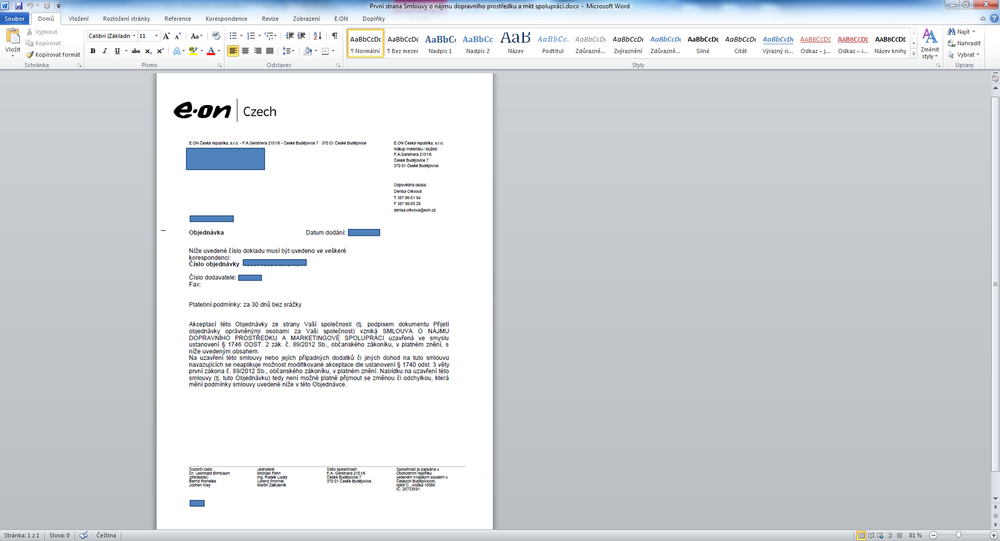 První strana Smlouvy o nájmu dopravního prostředku a mkt spolupráci.docx - Microsoft Word
Soubor Domů Vložení Rozložení stránky Reference Korespondence Revize Zobrazení E.ON Doplňky
Vložit
Vyjmout
Kopírovat
Kopírovat formát
Schránka
Calibri (Základn 11
Písmo
Odstavec
AaBbCcDc AaBbCcDc AaBbC AaBbCc AaB AaBbCc. AaBbCcDc AaBbCcDc AaBbCcDc AaBbCcDc AaBbCcDc AaBbCcDc AABBCCDE AABBCCDE AABBCCDE
¶ Normální ¶ Bez mezer Nadpis 1 Nadpis 2 Název Podtitul Zdůrazně... Zvýraznění Zdůrazně... Silné Citát Výrazný ci... Odkaz – j... Odkaz – i... Název knihy
Změnit styly
Styly
Najít
Nahradit
Vybrat
Úpravy
e·on Czech
E.ON Česká republika, s.r.o. - F.A.Gerstnera 2151/6 - České Budějovice 7 - 370 01 České Budějovice
E.ON Česká republika, s.r.o.
Nákup materiálu / služeb
F.A.Gerstnera 2151/6
České Budějovice 7
370 01 České Budějovice
Odpovědná osoba:
Denisa Crkvová
T 387 86-51 94
F 387 86-55 29
denisa.crkvova@eon.cz
Objednávka Datum dodání:
Níže uvedené číslo dokladu musí být uvedeno ve veškeré
korespondenci:
Číslo objednávky
Číslo dodavatele:
Fax:
Platební podmínky: za 30 dnů bez srážky
Akceptací této Objednávky ze strany Vaší společnosti (tj. podpisem dokumentu Přijetí
objednávky oprávněnými osobami za Vaši společnost) vzniká SMLOUVA O NÁJMU
DOPRAVNÍHO PROSTŘEDKU A MARKETINGOVÉ SPOLUPRÁCI uzavřená ve smyslu
ustanovení § 1746 ODST. 2 zák. č. 89/2012 Sb., občanského zákoníku, v platném znění, s
níže uvedeným obsahem.
Na uzavření této smlouvy nebo jejích případných dodatků či jiných dohod na tuto smlouvu
navazujících se neaplikuje možnost modifikované akceptace dle ustanovení § 1740 odst. 3 věty
první zákona č. 89/2012 Sb., občanského zákoníku, v platném znění. Nabídku na uzavření této
smlouvy (tj. tuto Objednávku) tedy není možné platně přijmout se změnou či odchylkou, která
mění podmínky smlouvy uvedené níže v této Objednávce.
Dozorčí rada:
Dr. Leonhard Birnbaum
(předseda)
Bernd Romeike
Jochen Kley
Jednatelé:
Michael Fehn
Ing. Radek Lucký
Lorenz Pronnet
Martin Záklasník
Sídlo společnosti:
F.A. Gerstnera 2151/6
České Budějovice 7
370 01 České Budějovice
Společnost je zapsána v
Obchodním rejstříku
vedeném Krajským soudem v
Českých Budějovicích,
oddíl C., vložka 15066
IČ: 25733591
Stránka: 1 z 1 Slova: 0 Čeština 81 %